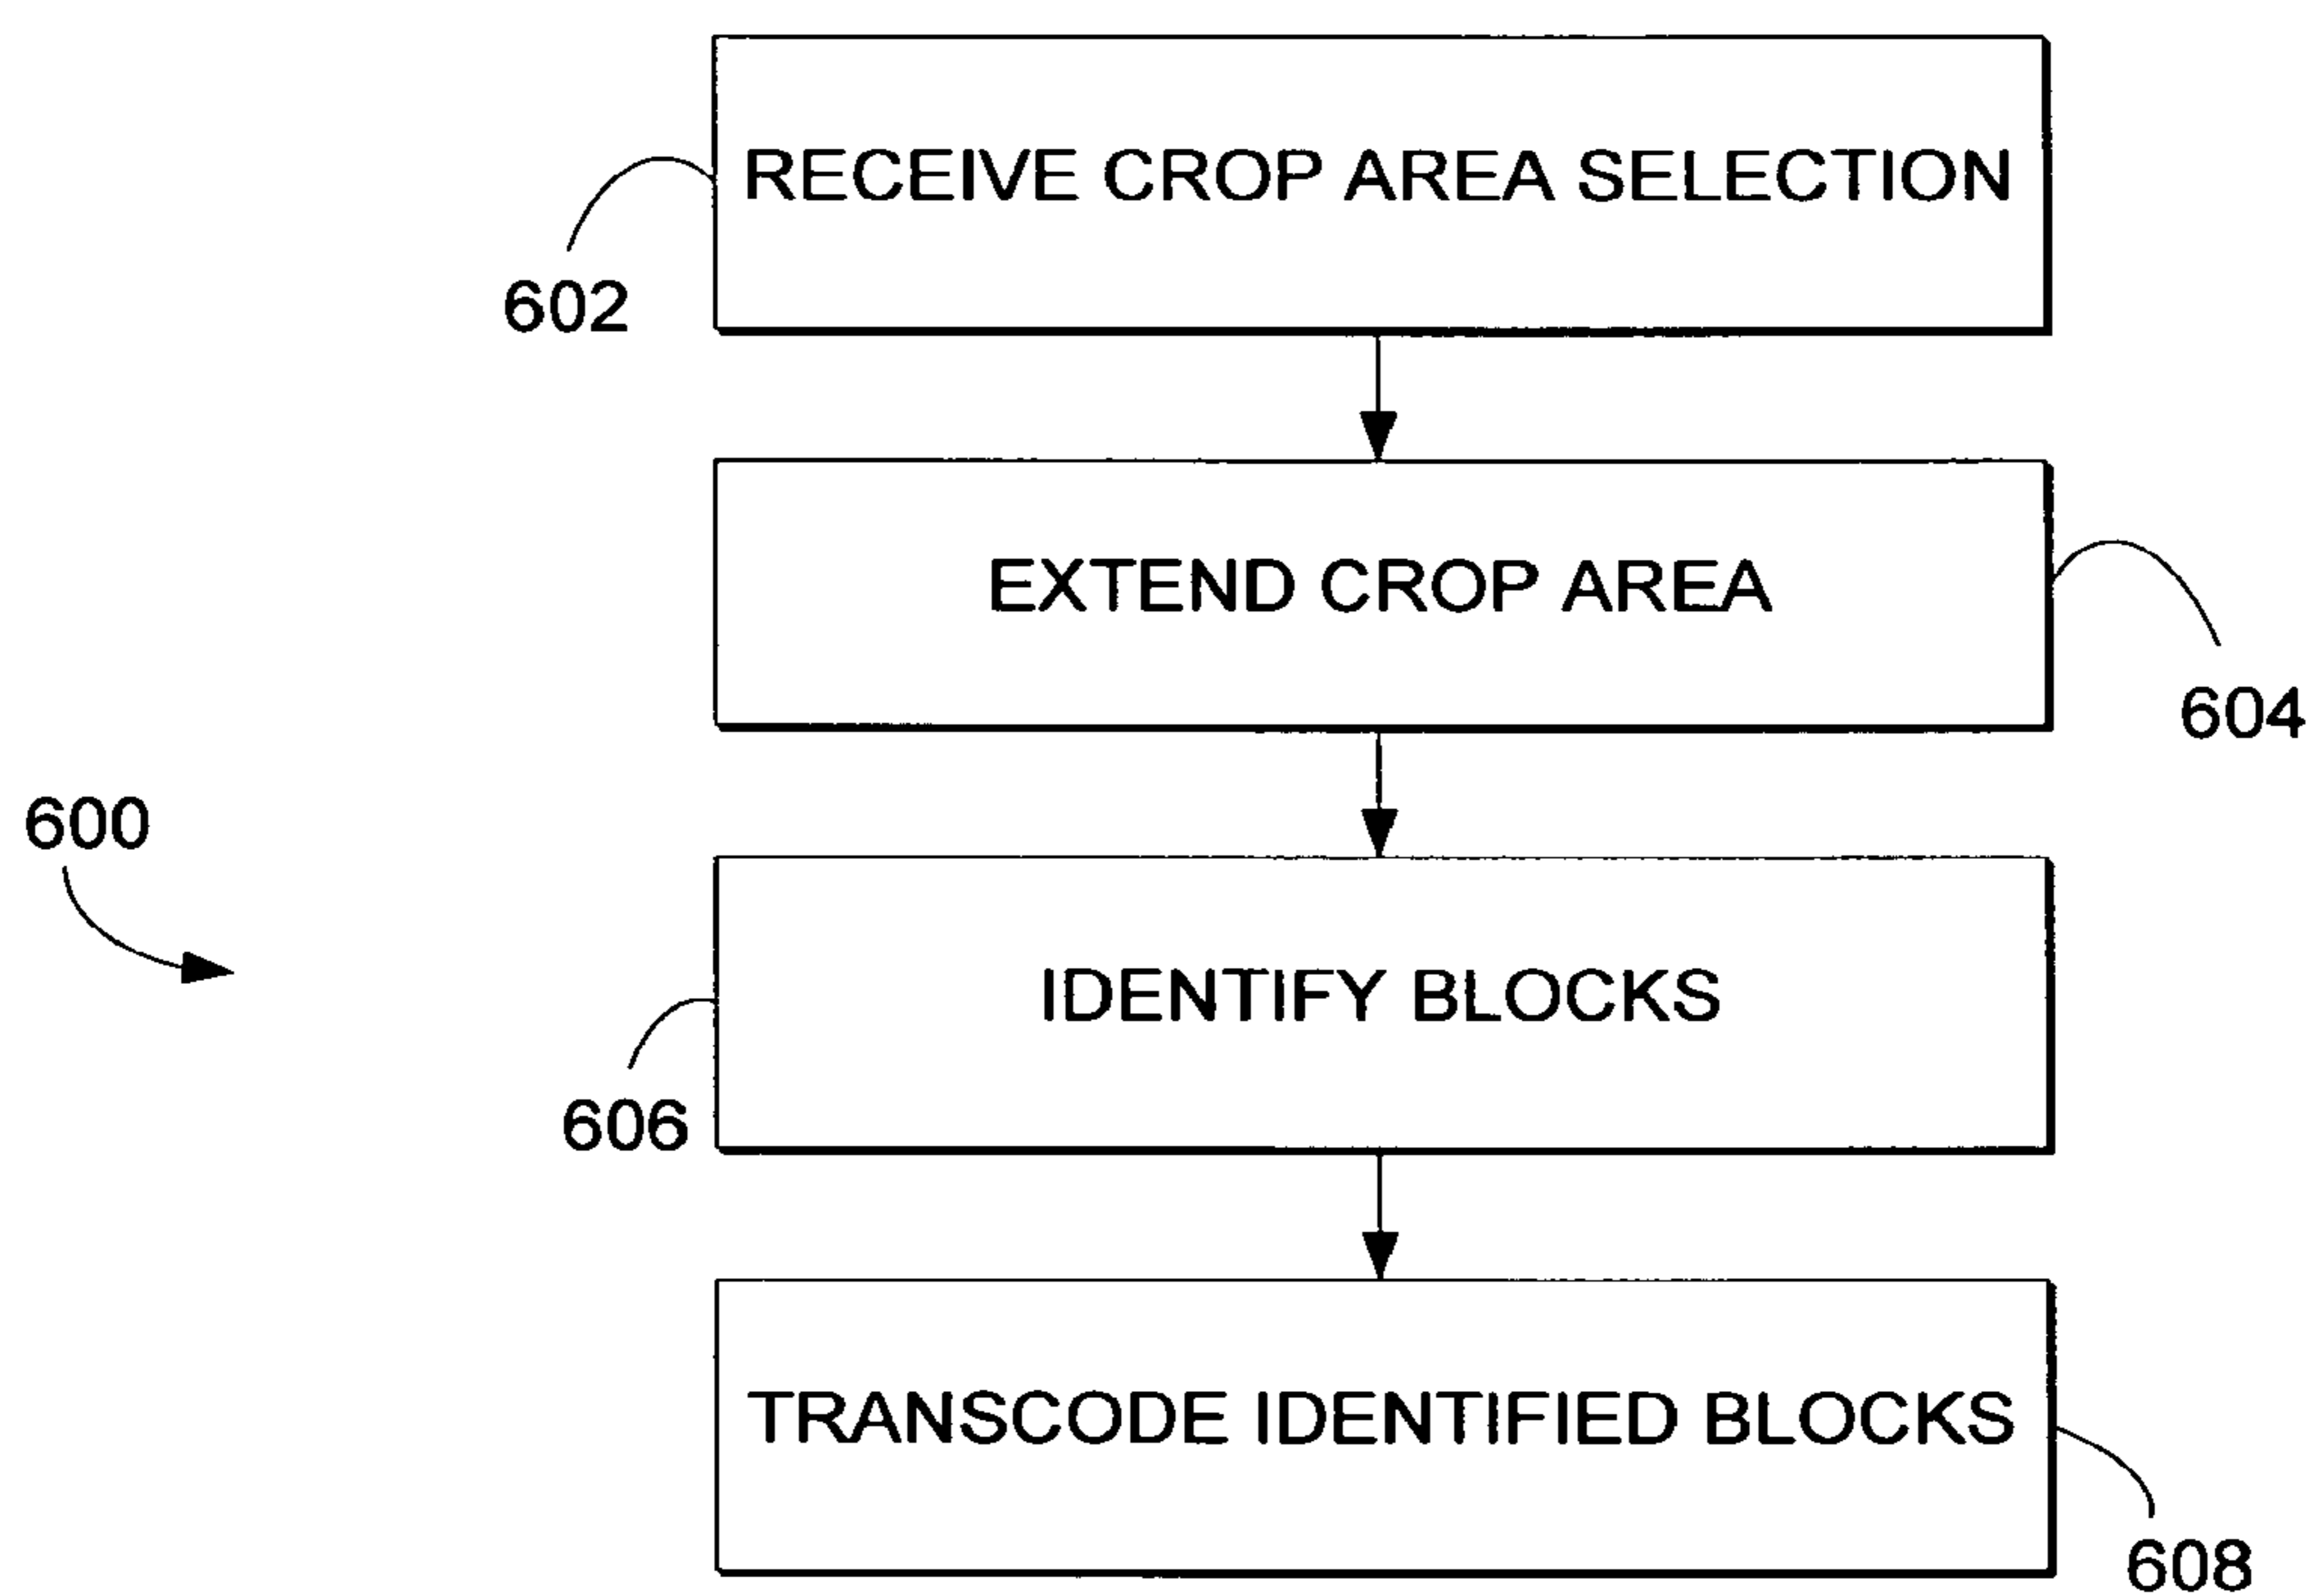 RECEIVE CROP AREA SELECTION
602
EXTEND CROP AREA
604
600
IDENTIFY BLOCKS
606
TRANSCODE IDENTIFIED BLOCKS
608